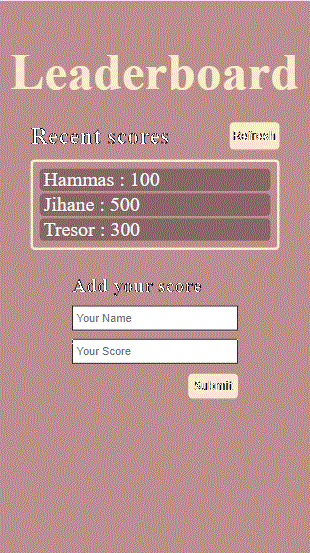 Leaderboard
Recent scores
Refresh
Hammas : 100
Jihane : 500
Tresor : 300
Add your score
Your Name
Your Score
Submit